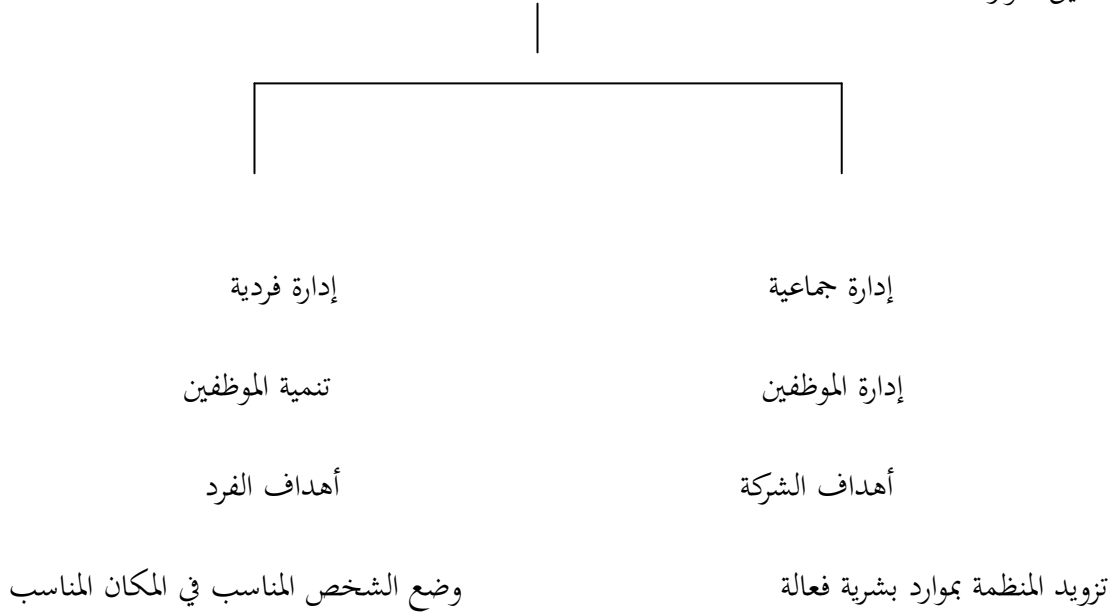 إدارة جماعية
إدارة فردية
إدارة الموظفين
تنمية الموظفين
أهداف الشركة
أهداف الفرد
تزويد المنظمة بموارد بشرية فعالة
وضع الشخص المناسب في المكان المناسب